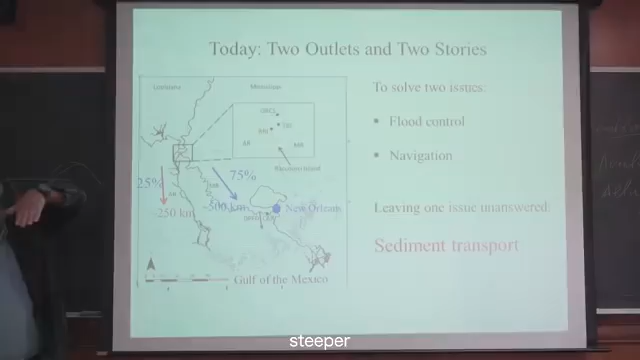 Today: Two Outlets and Two Stories
Louisiana
Mississippi
To solve two issues:
Flood control
Navigation
25%
75%
250 km
~500 km
New Orleans
Gulf of the Mexico
Leaving one issue unanswered:
Sediment transport
steeper